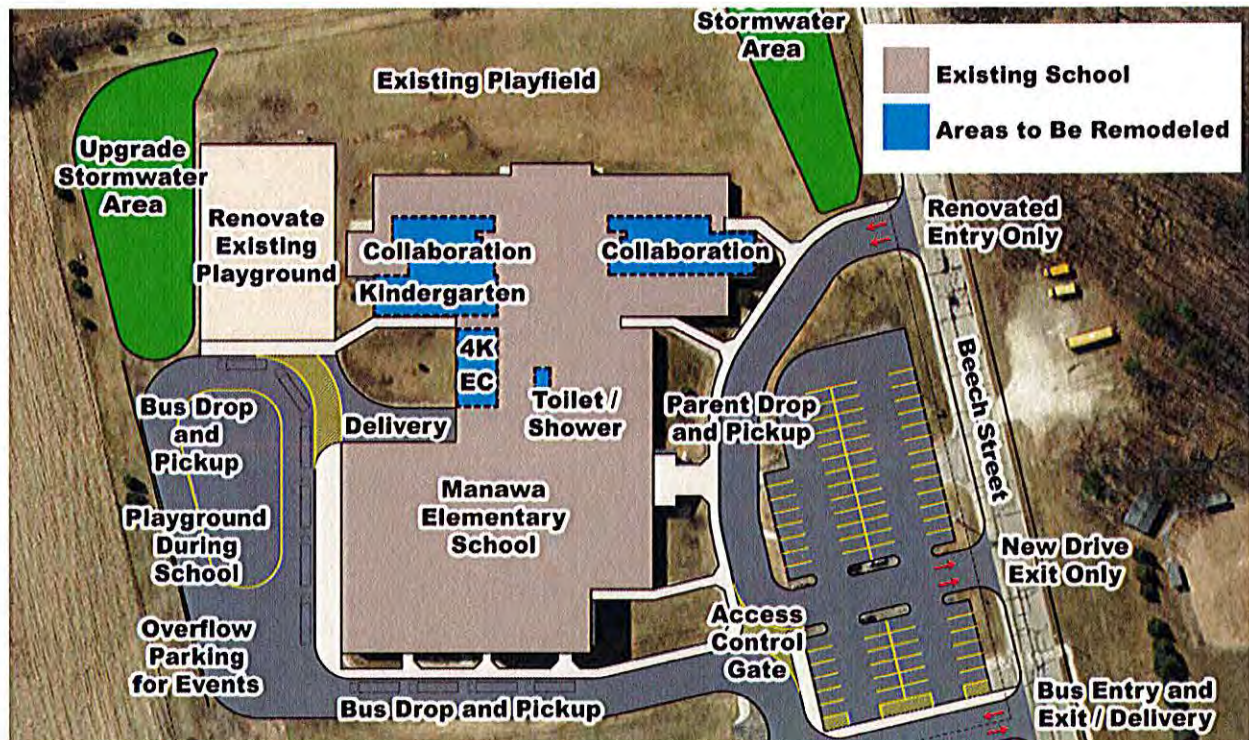 Stormwater
Area
Existing School
Areas to Be Remodeled
Existing Playfield
Upgrade
Stormwater
Area
Renovate
Existing
Playground
Collaboration
Collaboration
Kindergarten
Renovated
Entry Only
4K
EC
Toilet /
Shower
Beech Street
Bus Drop
and
Pickup
Delivery
Parent Drop
and Pickup
Manawa
Elementary
School
Playground
During
School
New Drive
Exit Only
Overflow
Parking
for Events
Access
Control
Gate
Bus Drop and Pickup
Bus Entry and
Exit / Delivery